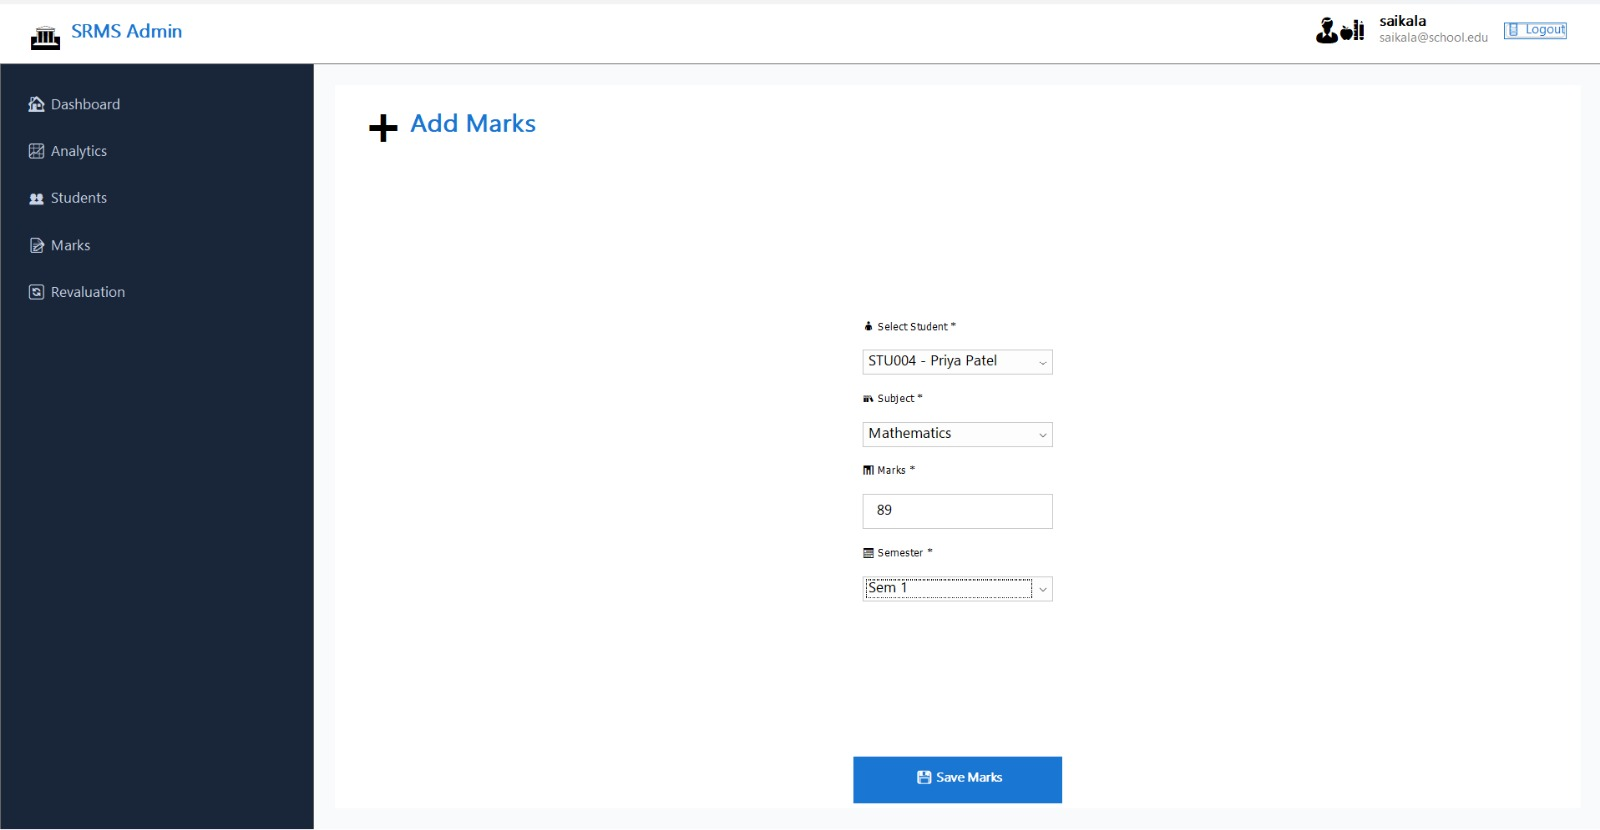 SRMS Admin
saikala
saikala@school.edu
Logout
Dashboard
Analytics
Students
Marks
Revaluation
Add Marks
Select Student *
STU004 - Priya Patel
Subject *
Mathematics
Marks *
89
Semester *
Sem 1
Save Marks